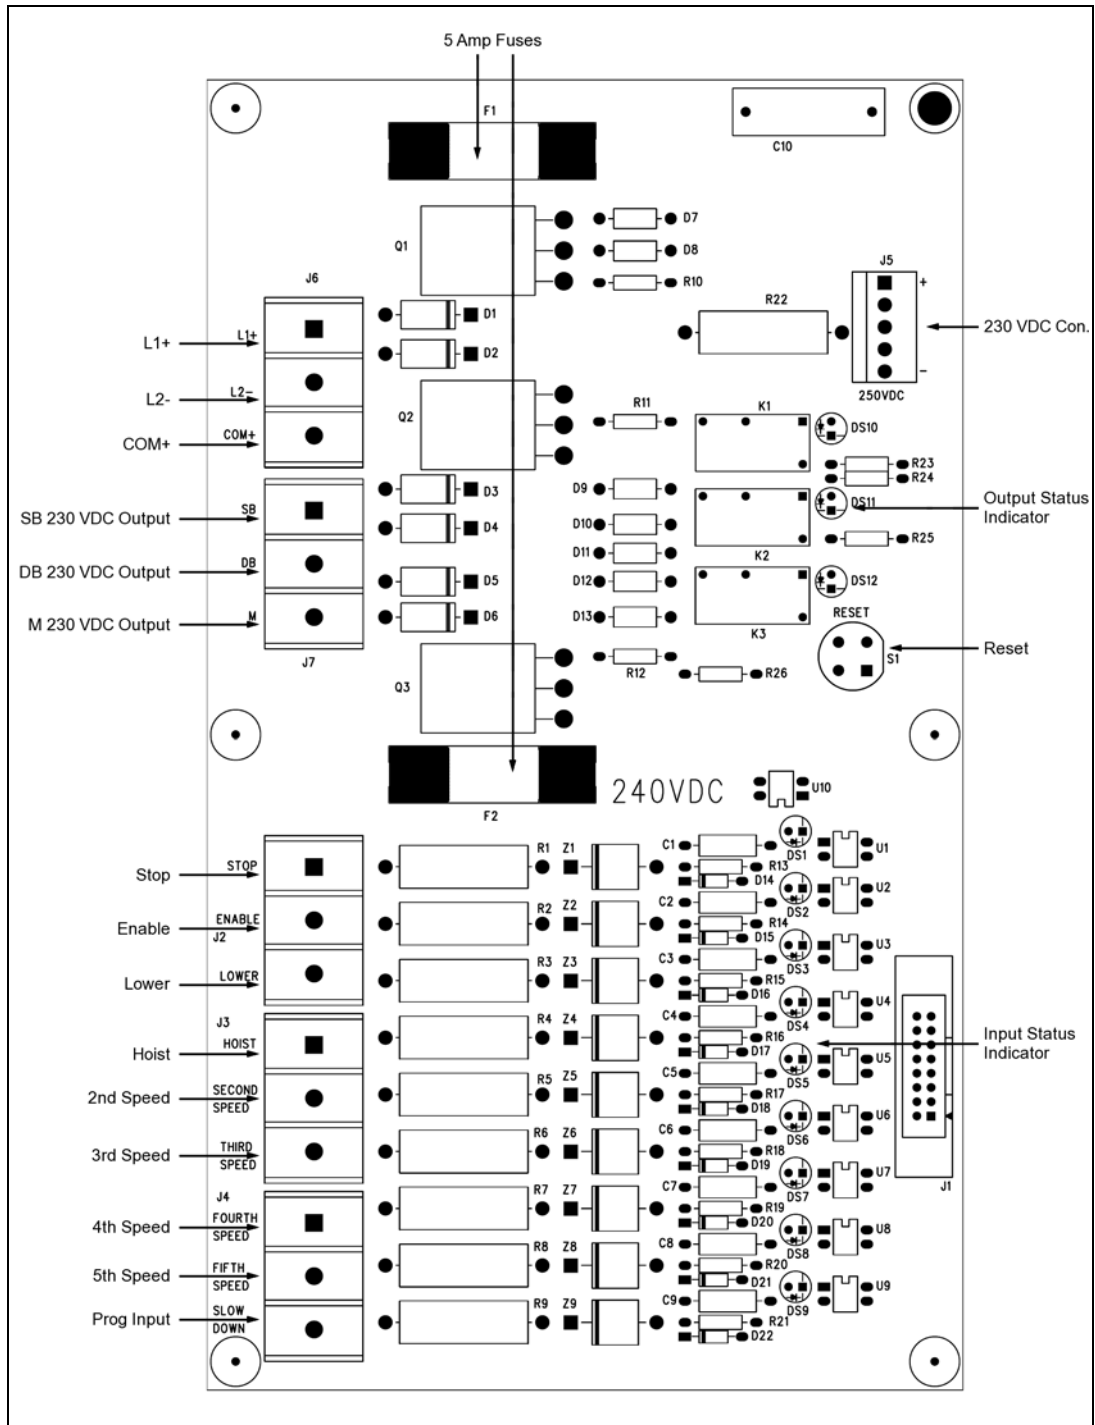 5 Amp Fuses
F1
C10
Q1
D7
D8
R10
J5
+
J6
R22
L1+
L1+
D1
230 VDC Con.
D2
L2-
L2-
−
250VDC
Q2
R11
K1
DS10
COM+
COM+
R23
R24
D3
D9
SB 230 VDC Output
SB
D4
D10
DS11
Output Status
Indicator
K2
R25
D11
DB 230 VDC Output
DB
D5
D12
DS12
M 230 VDC Output
M
D6
D13
K3
RESET
J7
Q3
R12
R26
S1
Reset
240VDC
U10
F2
Stop
STOP
R1
Z1
C1
DS1
U1
R13
D14
Enable
ENABLE
J2
R2
Z2
C2
DS2
U2
R14
D15
Lower
LOWER
R3
Z3
C3
DS3
U3
R15
D16
J3
Hoist
HOIST
R4
Z4
C4
DS4
U4
R16
D17
Input Status
Indicator
2nd Speed
SECOND
SPEED
R5
Z5
C5
DS5
U5
R17
D18
3rd Speed
THIRD
SPEED
R6
Z6
C6
DS6
U6
R18
D19
J4
4th Speed
FOURTH
SPEED
R7
Z7
C7
DS7
U7
J1
R19
D20
5th Speed
FIFTH
SPEED
R8
Z8
C8
DS8
U8
R20
D21
Prog Input
SLOW
DOWN
R9
Z9
C9
DS9
U9
R21
D22